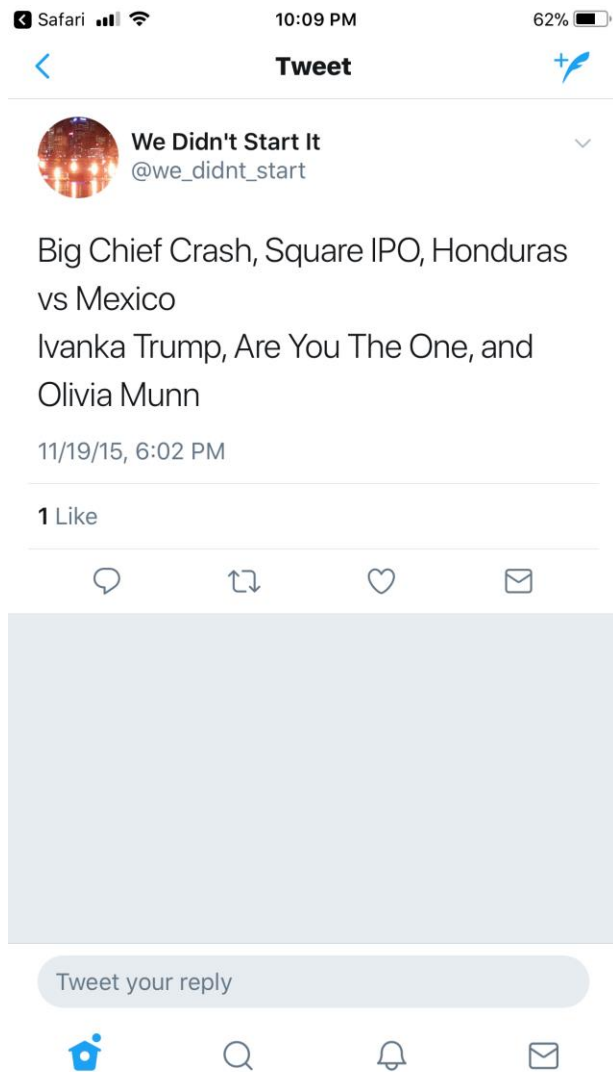 Safari 10:09 PM 62%
Tweet
We Didn't Start It
@we_didnt_start
Big Chief Crash, Square IPO, Honduras
vs Mexico
Ivanka Trump, Are You The One, and
Olivia Munn
11/19/15, 6:02 PM
1 Like
Tweet your reply